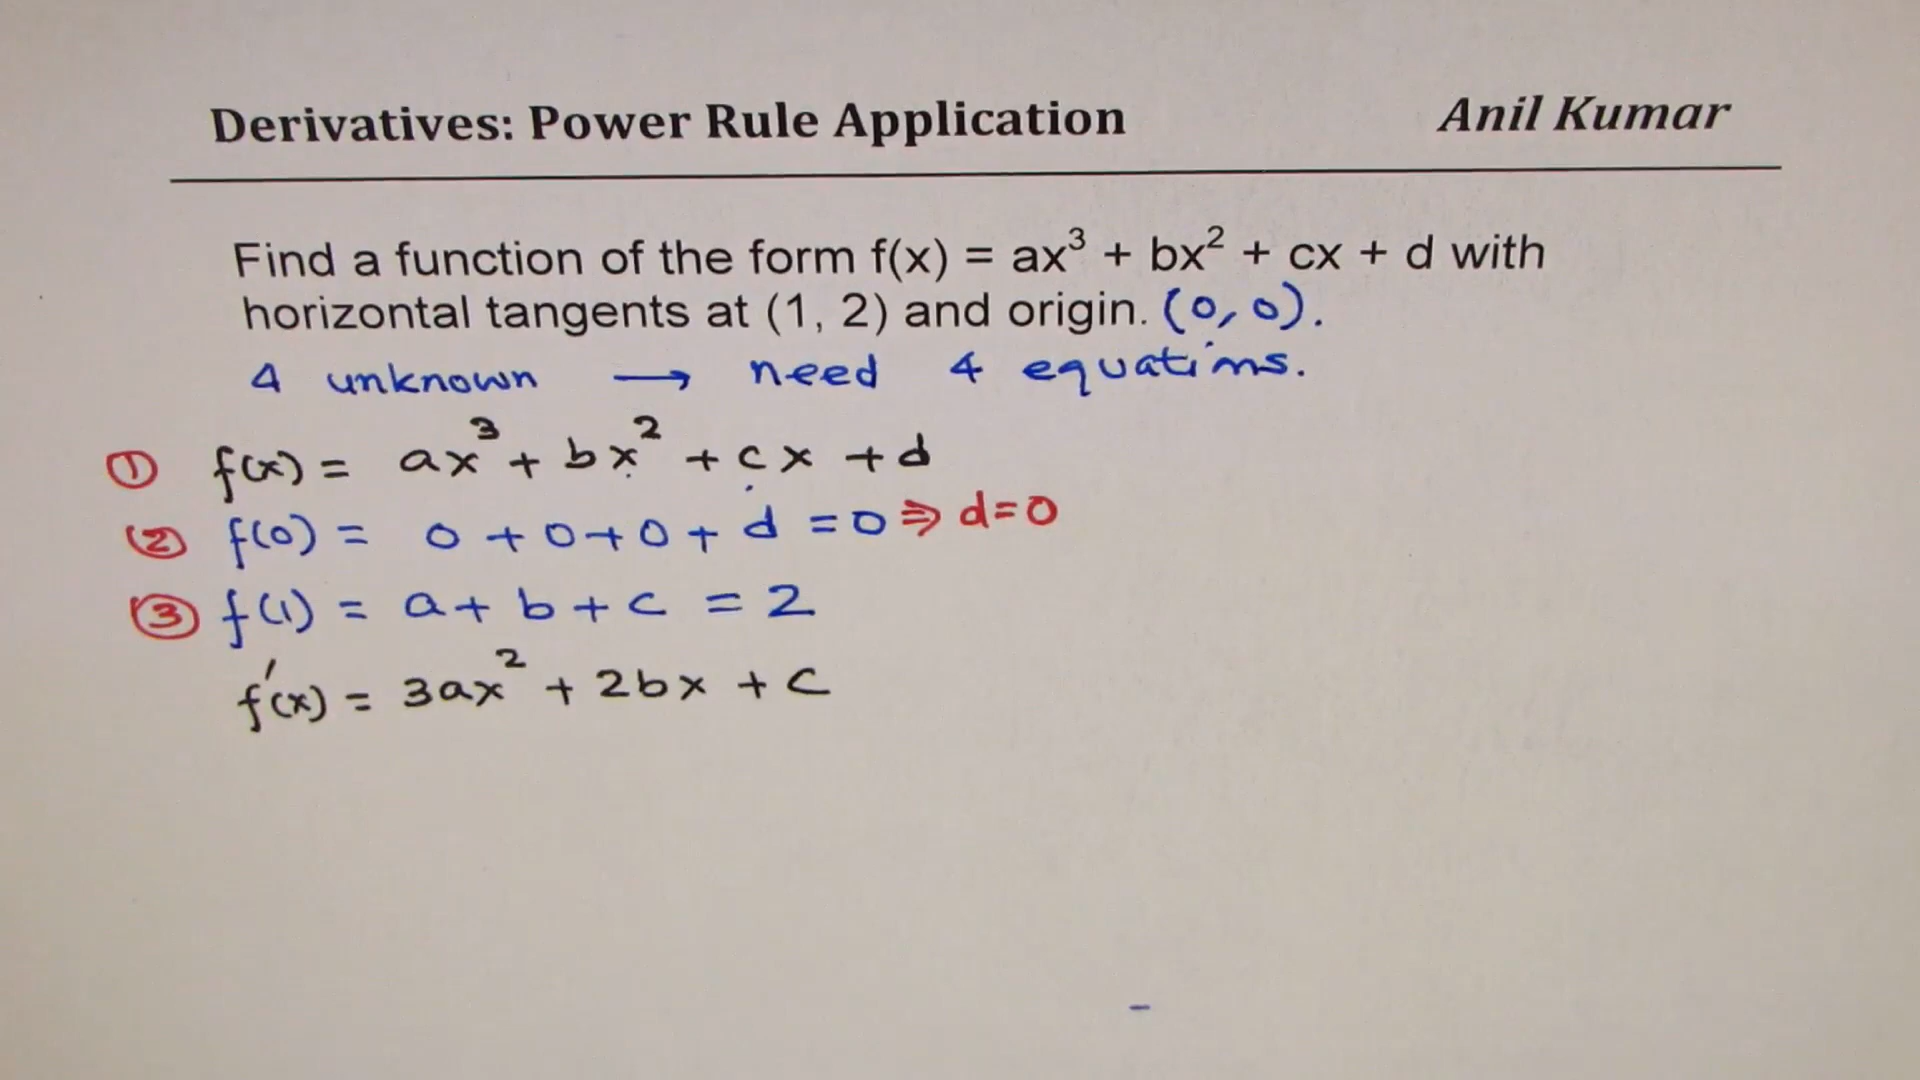 Derivatives: Power Rule Application Anil Kumar
Find a function of the form f(x) = ax³ + bx² + cx + d with
horizontal tangents at (1, 2) and origin. (0, 0).
4 unknown → need 4 equations.
① f(x) = ax³ + bx² + cx + d
② f(0) = 0 + 0 + 0 + d = 0 ⇒ d = 0
③ f(1) = a + b + c = 2
f'(x) = 3ax² + 2bx + c